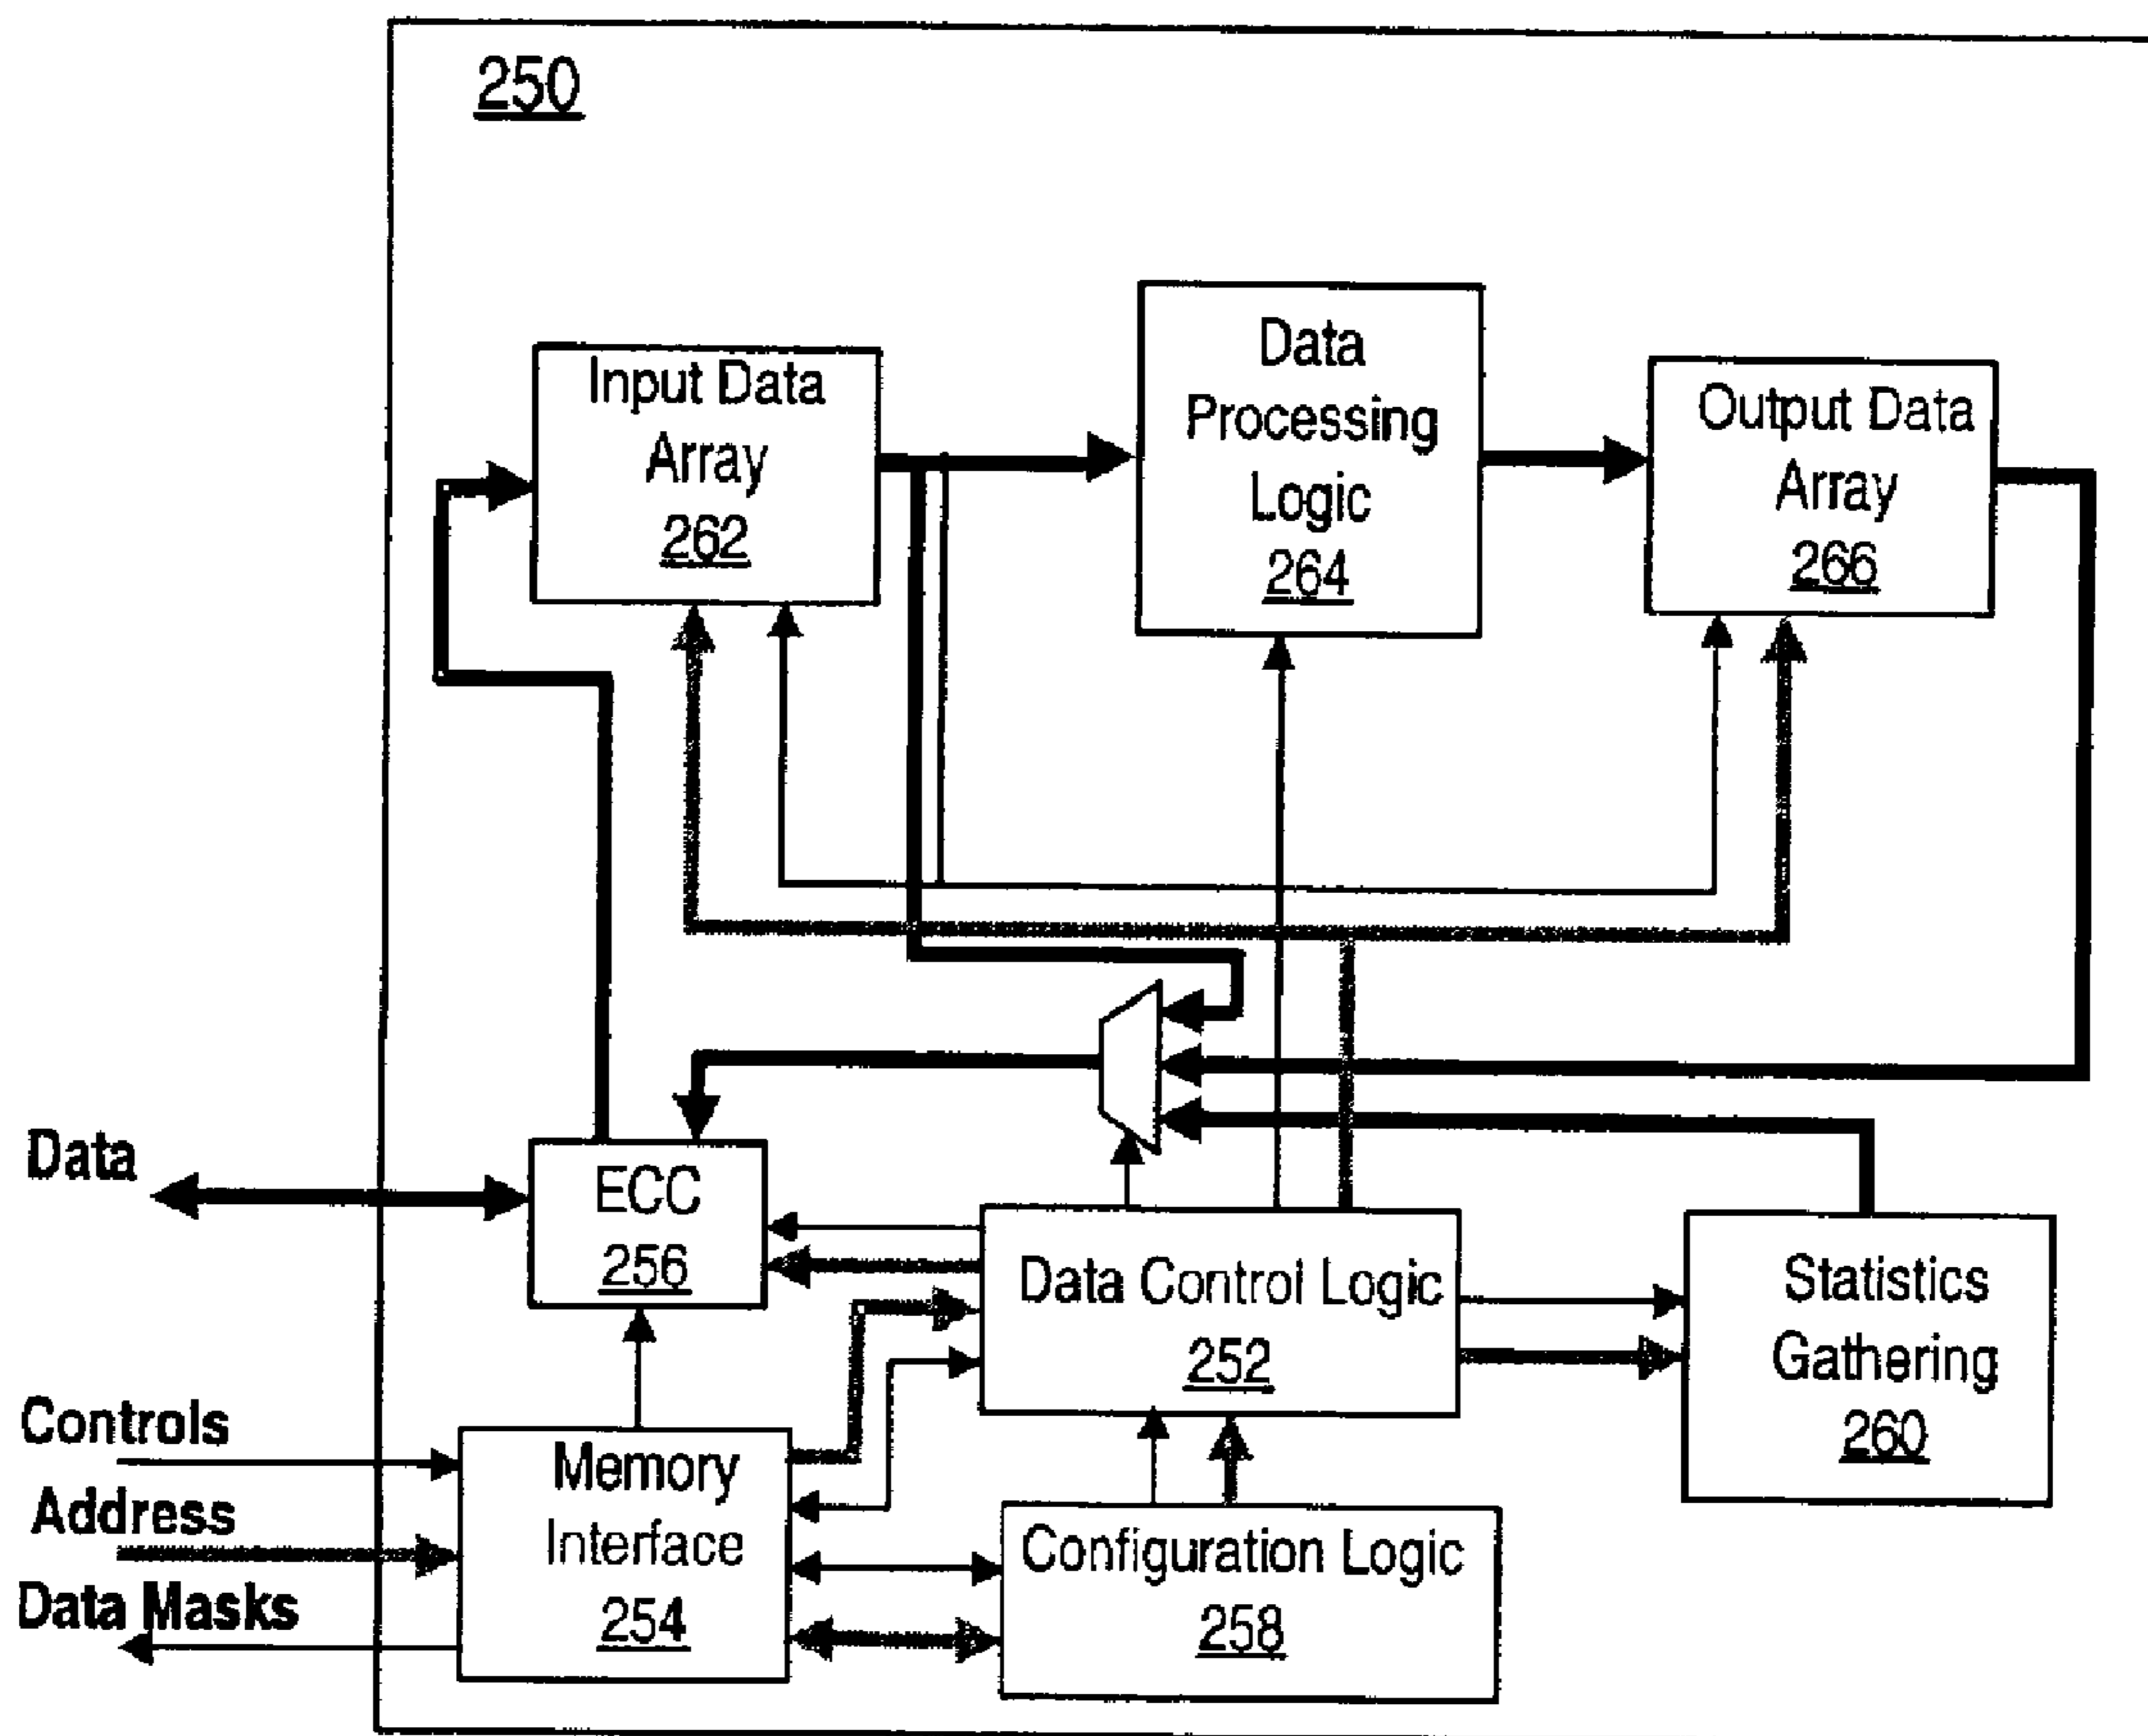 250
Input Data
Array
262
Data
Processing
Logic
264
Output Data
Array
266
Data
ECC
256
Data Control Logic
252
Statistics
Gathering
260
Controls
Address
Data Masks
Memory
Interface
254
Configuration Logic
258